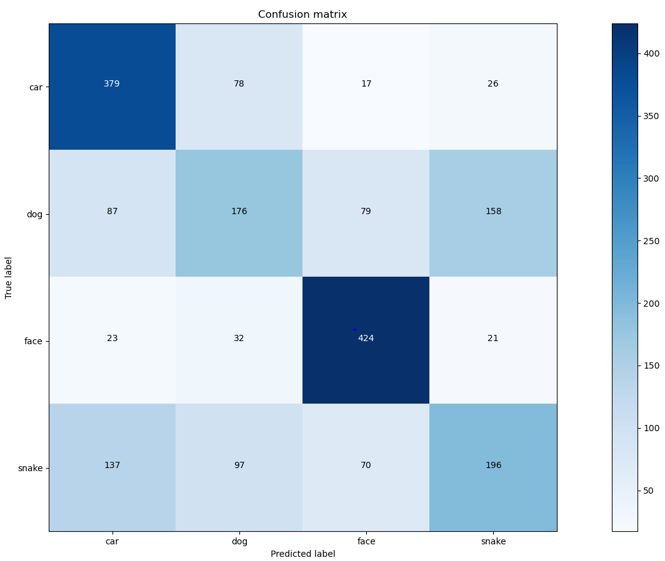 Confusion matrix
car 379 78 17 26
dog 87 176 79 158
face 23 32 424 21
snake 137 97 70 196
car dog face snake
True label
Predicted label
400
350
300
250
200
150
100
50